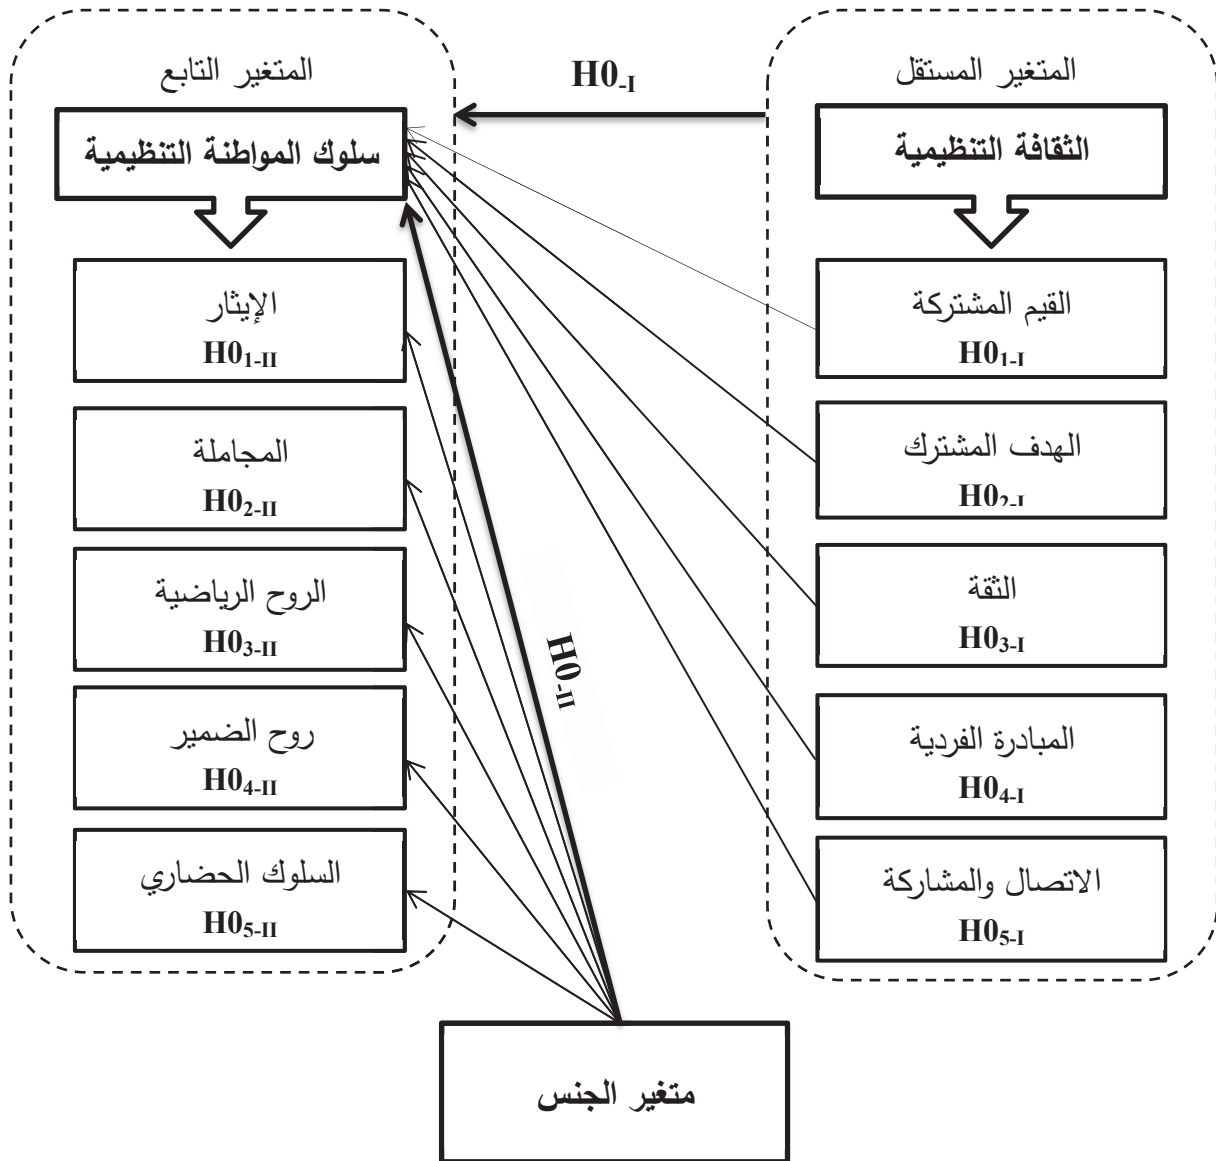 المتغير المستقل
الثقافة التنظيمية
القيم المشتركة
H0₁₋ᵢ
الهدف المشترك
H0₂₋ᵢ
الثقة
H0₃₋ᵢ
المبادرة الفردية
H0₄₋ᵢ
الاتصال والمشاركة
H0₅₋ᵢ
H0-I
المتغير التابع
سلوك المواطنة التنظيمية
الإيثار
H01-II
المجاملة
H02-II
الروح الرياضية
H03-II
روح الضمير
H04-II
السلوك الحضاري
H05-II
H0-II
متغير الجنس